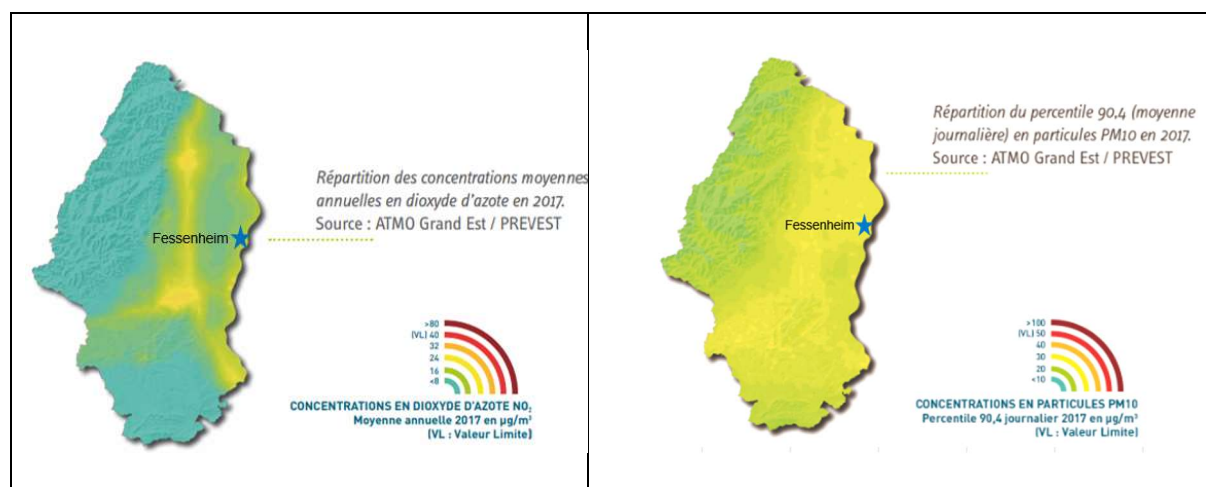 Répartition des concentrations moyennes
annuelles en dioxyde d'azote en 2017.
Source : ATMO Grand Est / PREVEST
Fessenheim
>80
(VL) 40
32
24
16
<8
CONCENTRATIONS EN DIOXYDE D'AZOTE NO₂
Moyenne annuelle 2017 en µg/m³
(VL : Valeur Limite)
Répartition du percentile 90,4 (moyenne
journalière) en particules PM10 en 2017.
Source : ATMO Grand Est / PREVEST
Fessenheim
>100
(VL) 50
40
30
20
<10
CONCENTRATIONS EN PARTICULES PM10
Percentile 90,4 journalier 2017 en µg/m³
(VL : Valeur Limite)